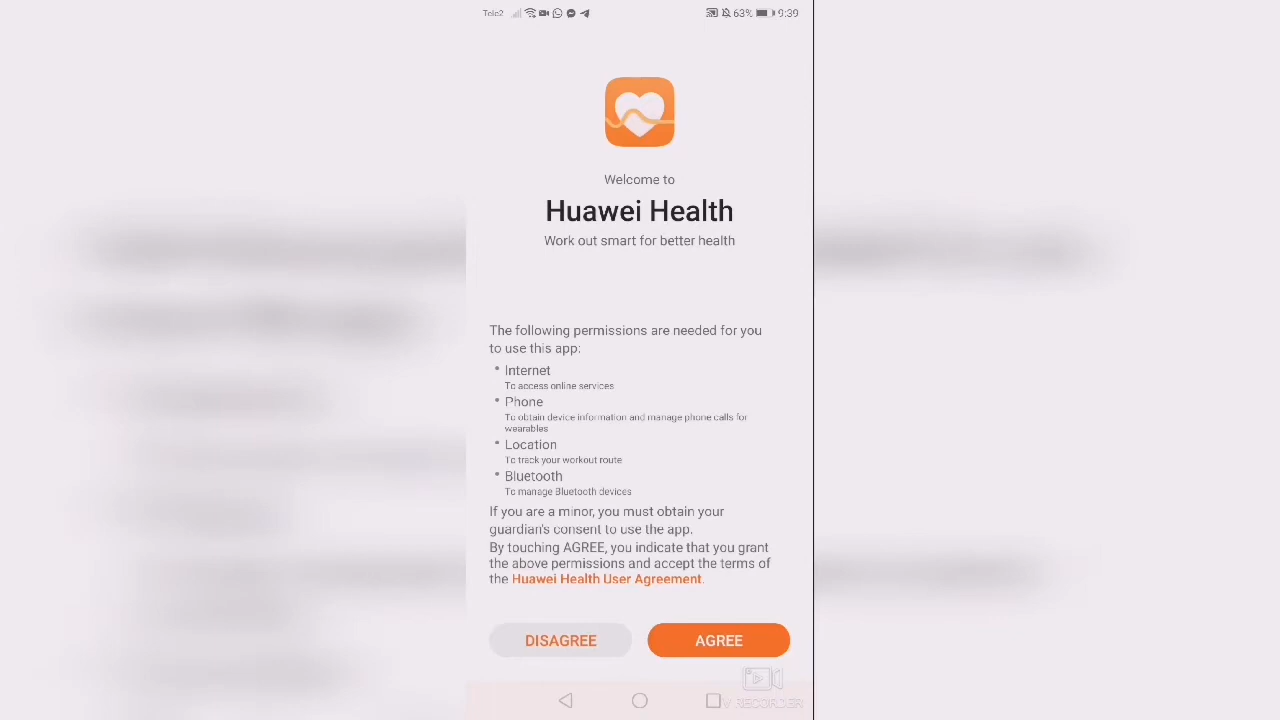 Tele2 63% 9:39
Welcome to
Huawei Health
Work out smart for better health
The following permissions are needed for you
to use this app:
• Internet
To access online services
• Phone
To obtain device information and manage phone calls for
wearables
• Location
To track your workout route
• Bluetooth
To manage Bluetooth devices
If you are a minor, you must obtain your
guardian's consent to use the app.
By touching AGREE, you indicate that you grant
the above permissions and accept the terms of
the Huawei Health User Agreement.
DISAGREE AGREE
V RECORDER